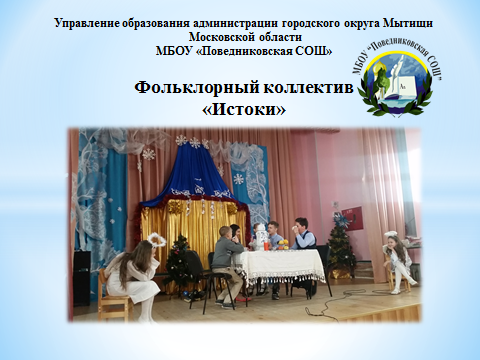 Управление образования администрации городского округа Мытищи
Московской области
МБОУ «Поведниковская СОШ»
МБОУ "Поведниковская СОШ"
Фольклорный коллектив
«Истоки»